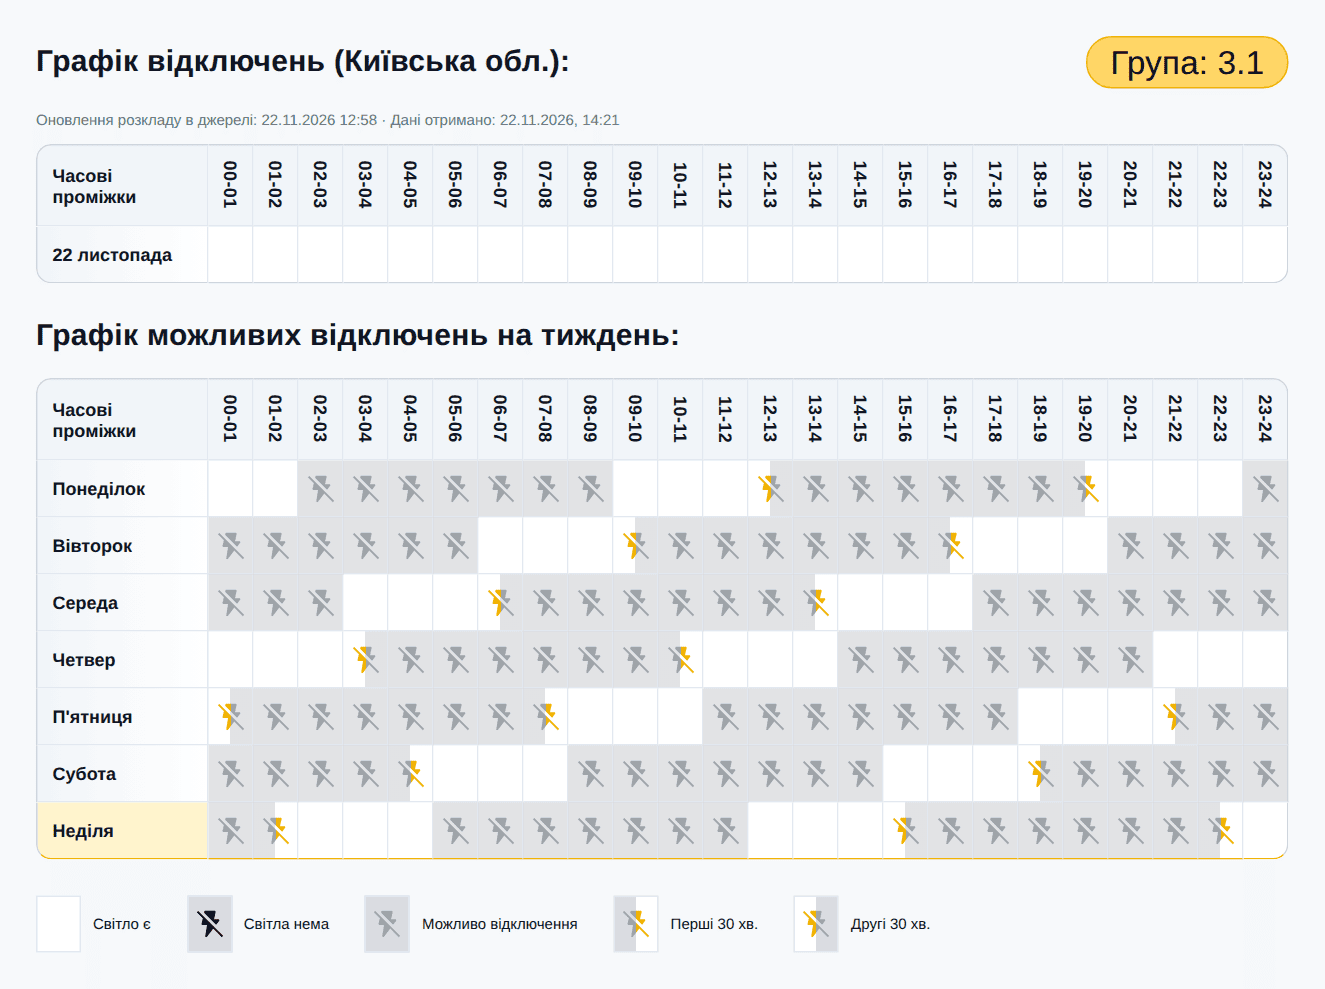 Графік відключень (Київська обл.):
Група: 3.1
Оновлення розкладу в джерелі: 22.11.2026 12:58 · Дані отримано: 22.11.2026, 14:21
Часові проміжки 00-01 01-02 02-03 03-04 04-05 05-06 06-07 07-08 08-09 09-10 10-11 11-12 12-13 13-14 14-15 15-16 16-17 17-18 18-19 19-20 20-21 21-22 22-23 23-24
22 листопада
Графік можливих відключень на тиждень:
Часові проміжки 00-01 01-02 02-03 03-04 04-05 05-06 06-07 07-08 08-09 09-10 10-11 11-12 12-13 13-14 14-15 15-16 16-17 17-18 18-19 19-20 20-21 21-22 22-23 23-24
Понеділок
Вівторок
Середа
Четвер
П'ятниця
Субота
Неділя
Світло є Світла нема Можливо відключення Перші 30 хв. Другі 30 хв.